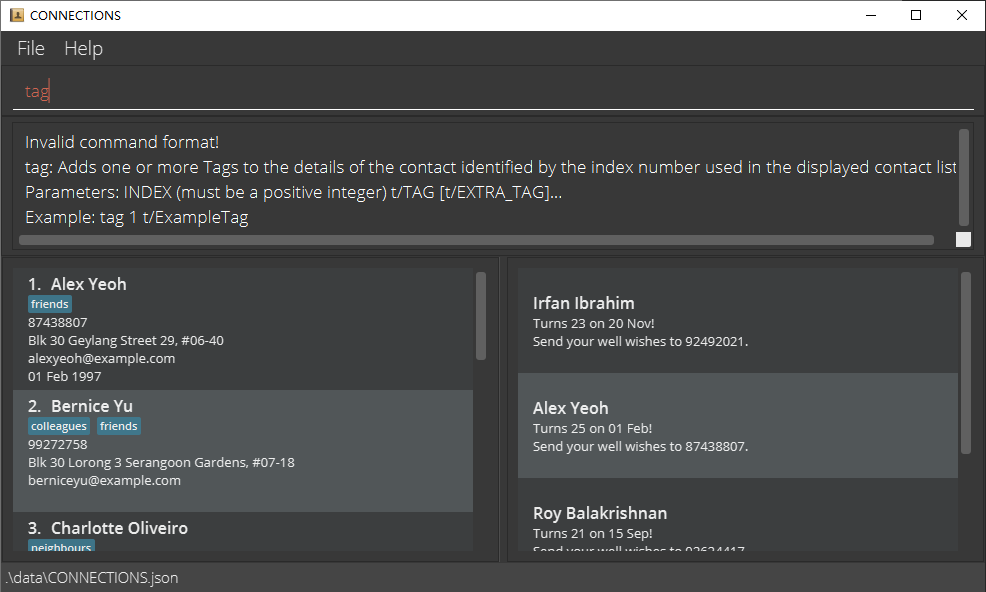 CONNECTIONS
File Help
tag
Invalid command format!
tag: Adds one or more Tags to the details of the contact identified by the index number used in the displayed contact list
Parameters: INDEX (must be a positive integer) t/TAG [t/EXTRA_TAG]...
Example: tag 1 t/ExampleTag
1. Alex Yeoh
friends
87438807
Blk 30 Geylang Street 29, #06-40
alexyeoh@example.com
01 Feb 1997
2. Bernice Yu
colleagues friends
99272758
Blk 30 Lorong 3 Serangoon Gardens, #07-18
berniceyu@example.com
3. Charlotte Oliveiro
neighbours
Irfan Ibrahim
Turns 23 on 20 Nov!
Send your well wishes to 92492021.
Alex Yeoh
Turns 25 on 01 Feb!
Send your well wishes to 87438807.
Roy Balakrishnan
Turns 21 on 15 Sep!
Send your well wishes to 92624417.
.\data\CONNECTIONS.json